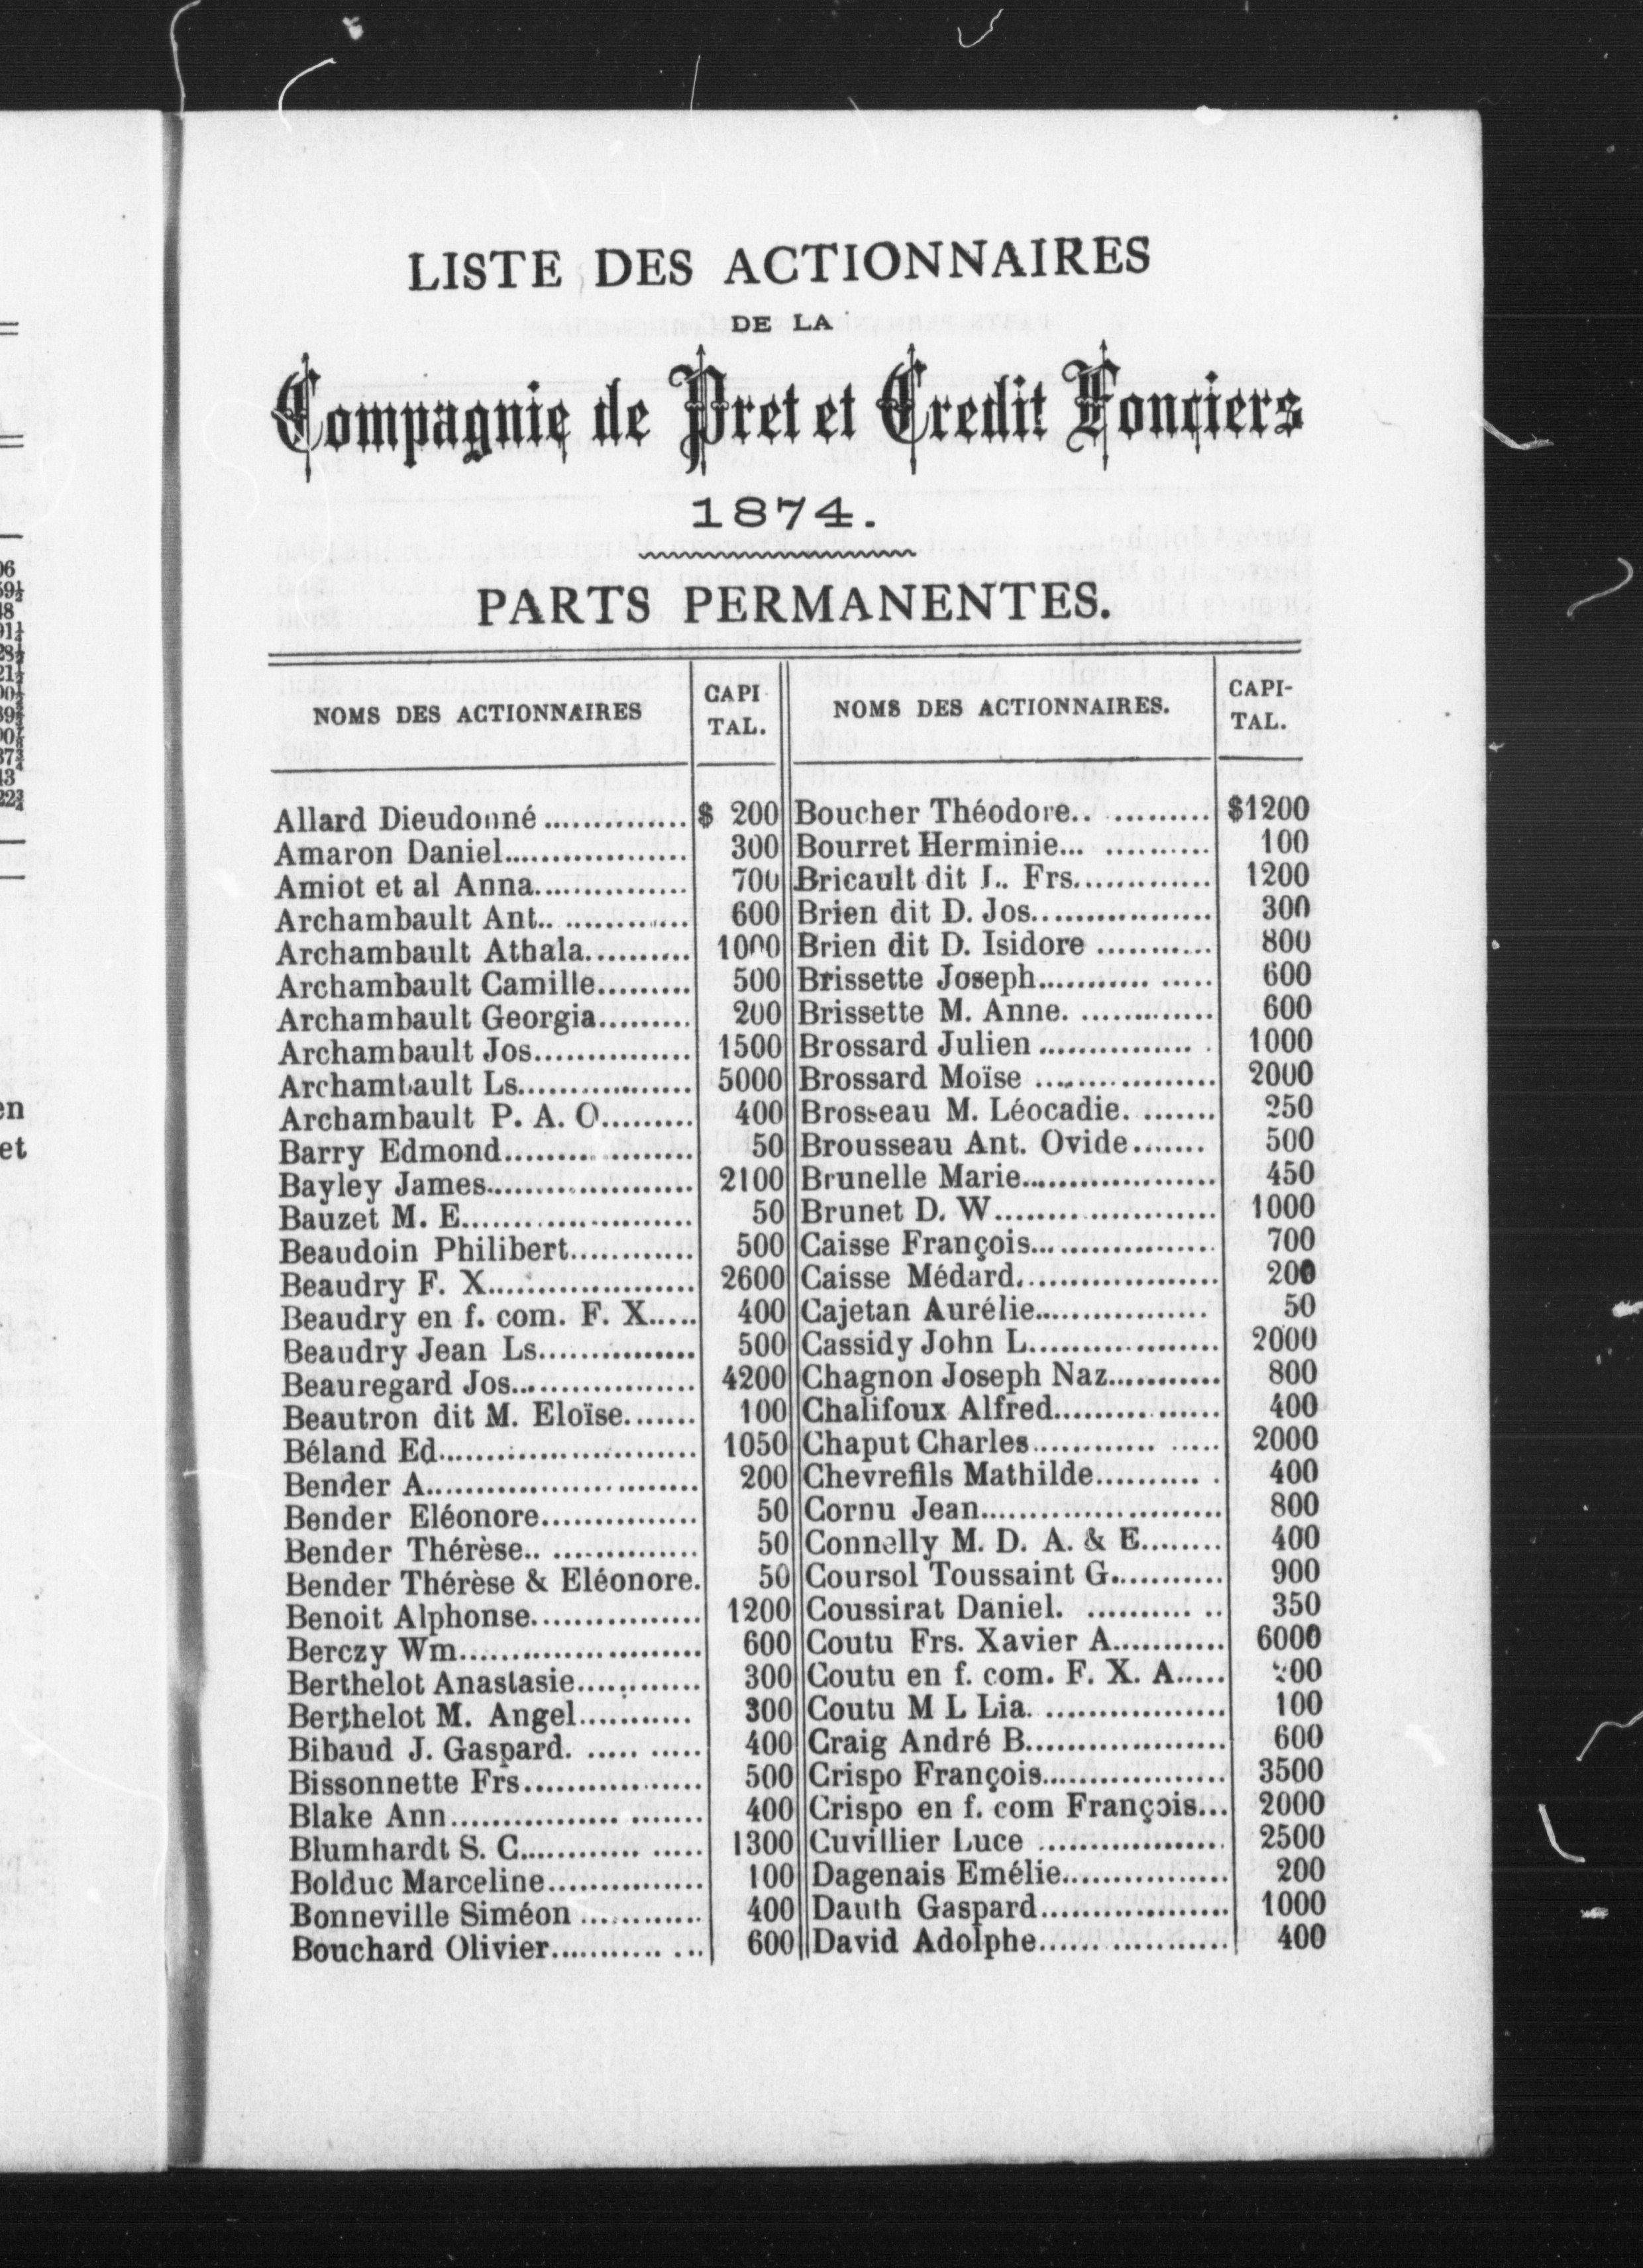 LISTE DES ACTIONNAIRES
DE LA
Compagnie de Pret et Credit Fonciers
1874.
PARTS PERMANENTES.
NOMS DES ACTIONNAIRES
CAPI
TAL.
Allard Dieudonné............... $ 200
Amaron Daniel................... 300
Amiot et al Anna................ 700
Archambault Ant.. ............. 600
Archambault Athala........... 1000
Archambault Camille......... 500
Archambault Georgia......... 200
Archambault Jos............... 1500
Archambault Ls................. 5000
Archambault P. A. O......... 400
Barry Edmond................... 50
Bayley James.................... 2100
Bauzet M. E...................... 50
Beaudoin Philibert............ 500
Beaudry F. X.................... 2600
Beaudry en f. com. F. X..... 400
Beaudry Jean Ls............... 500
Beauregard Jos.................. 4200
Beautron dit M. Eloïse....... 100
Béland Ed......................... 1050
Bender A.......................... 200
Bender Eléonore............... 50
Bender Thérèse.. .............. 50
Bender Thérèse & Eléonore. 50
Benoit Alphonse................ 1200
Berczy Wm....................... 600
Berthelot Anastasie............ 300
Berthelot M. Angel........... 300
Bibaud J. Gaspard. ..... ..... 400
Bissonnette Frs................. 500
Blake Ann................ ....... 400
Blumhardt S. C............ ..... 1300
Bolduc Marceline............... 100
Bonneville Siméon ............ 400
Bouchard Olivier........... ... 600
NOMS DES ACTIONNAIRES.
CAPI-
TAL.
Boucher Théodore.. .......... $1200
Bourret Herminie... .......... 100
Bricault dit L. Frs............. 1200
Brien dit D. Jos................. 300
Brien dit D. Isidore ........... 800
Brissette Joseph........... ..... 600
Brissette M. Anne. ............ 600
Brossard Julien ............... . 1000
Brossard Moïse ................. 2000
Brosseau M. Léocadie. ....... 250
Brousseau Ant. Ovide....... 500
Brunelle Marie.................. 450
Brunet D. W..................... 1000
Caisse François.................. 700
Caisse Médard................... 200
Cajetan Aurélie................. 50
Cassidy John L.................. 2000
Chagnon Joseph Naz........... 800
Chalifoux Alfred................ 400
Chaput Charles............ ..... 2000
Chevrefils Mathilde.......... . 400
Cornu Jean....................... 800
Connelly M. D. A. & E........ 400
Coursol Toussaint G........... 900
Coussirat Daniel. .......... .. 350
Coutu Frs. Xavier A........... 6000
Coutu en f. com. F. X. A..... 200
Coutu M L Lia. ................. 100
Craig André B................... 600
Crispo François.................. 3500
Crispo en f. com François... 2000
Cuvillier Luce .................. 2500
Dagenais Emélie................ 200
Dauth Gaspard.................. 1000
David Adolphe...... ............ 400
en
et